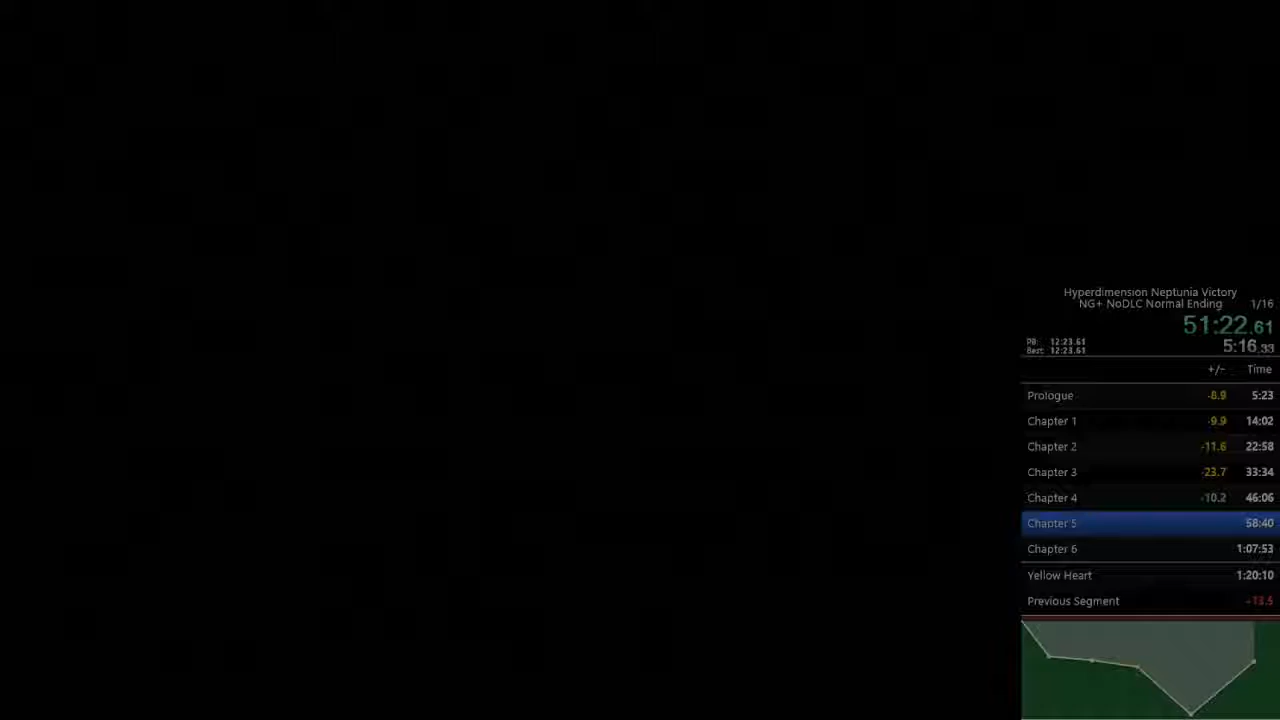 Hyperdimension Neptunia Victory
NG+ NoDLC Normal Ending 1/16
51:22.61
PB: 12:23.61
Best: 12:23.61
5:16.33
+/- Time
Prologue -8.9 5:23
Chapter 1 -9.9 14:02
Chapter 2 -11.6 22:58
Chapter 3 -23.7 33:34
Chapter 4 -10.2 46:06
Chapter 5 58:40
Chapter 6 1:07:53
Yellow Heart 1:20:10
Previous Segment +13.5